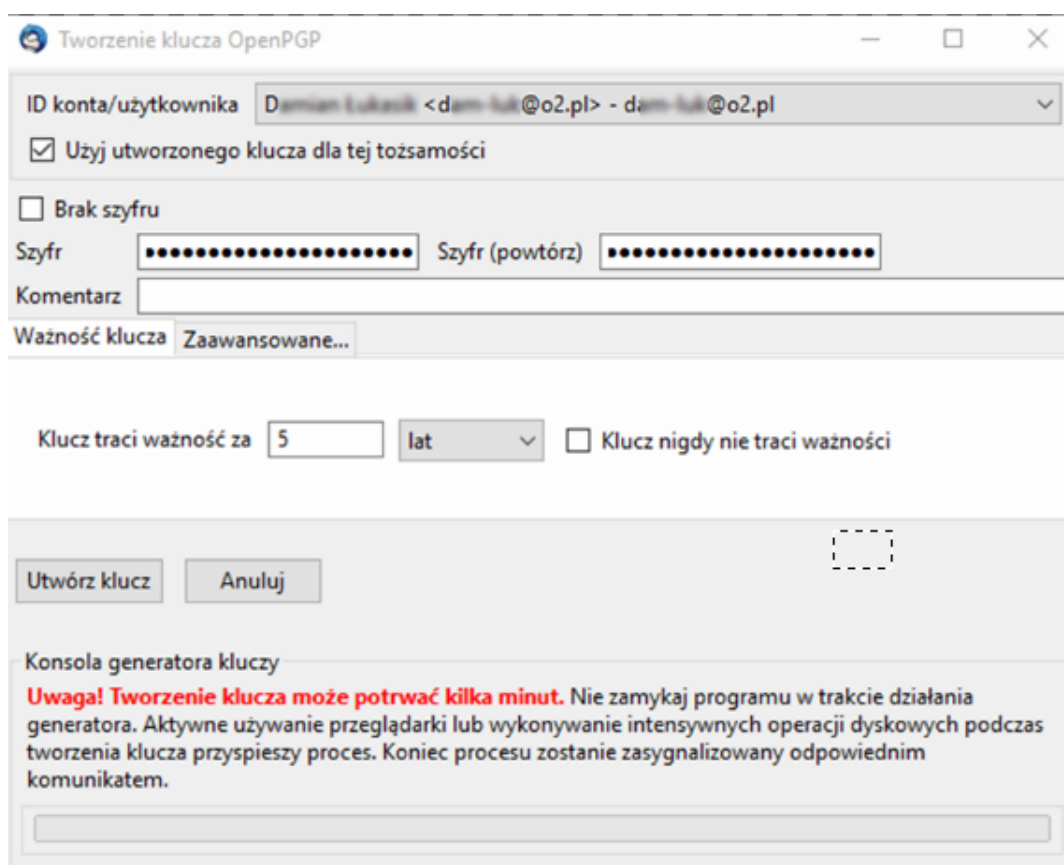 Tworzenie klucza OpenPGP
ID konta/użytkownika D <d @o2.pl> - d @o2.pl
Użyj utworzonego klucza dla tej tożsamości
Brak szyfru
Szyfr ••••••••••••••••••••• Szyfr (powtórz) •••••••••••••••••••••
Komentarz
Ważność klucza Zaawansowane...
Klucz traci ważność za 5 lat Klucz nigdy nie traci ważności
Utwórz klucz Anuluj
Konsola generatora kluczy
Uwaga! Tworzenie klucza może potrwać kilka minut. Nie zamykaj programu w trakcie działania
generatora. Aktywne używanie przeglądarki lub wykonywanie intensywnych operacji dyskowych podczas
tworzenia klucza przyspieszy proces. Koniec procesu zostanie zasygnalizowany odpowiednim
komunikatem.